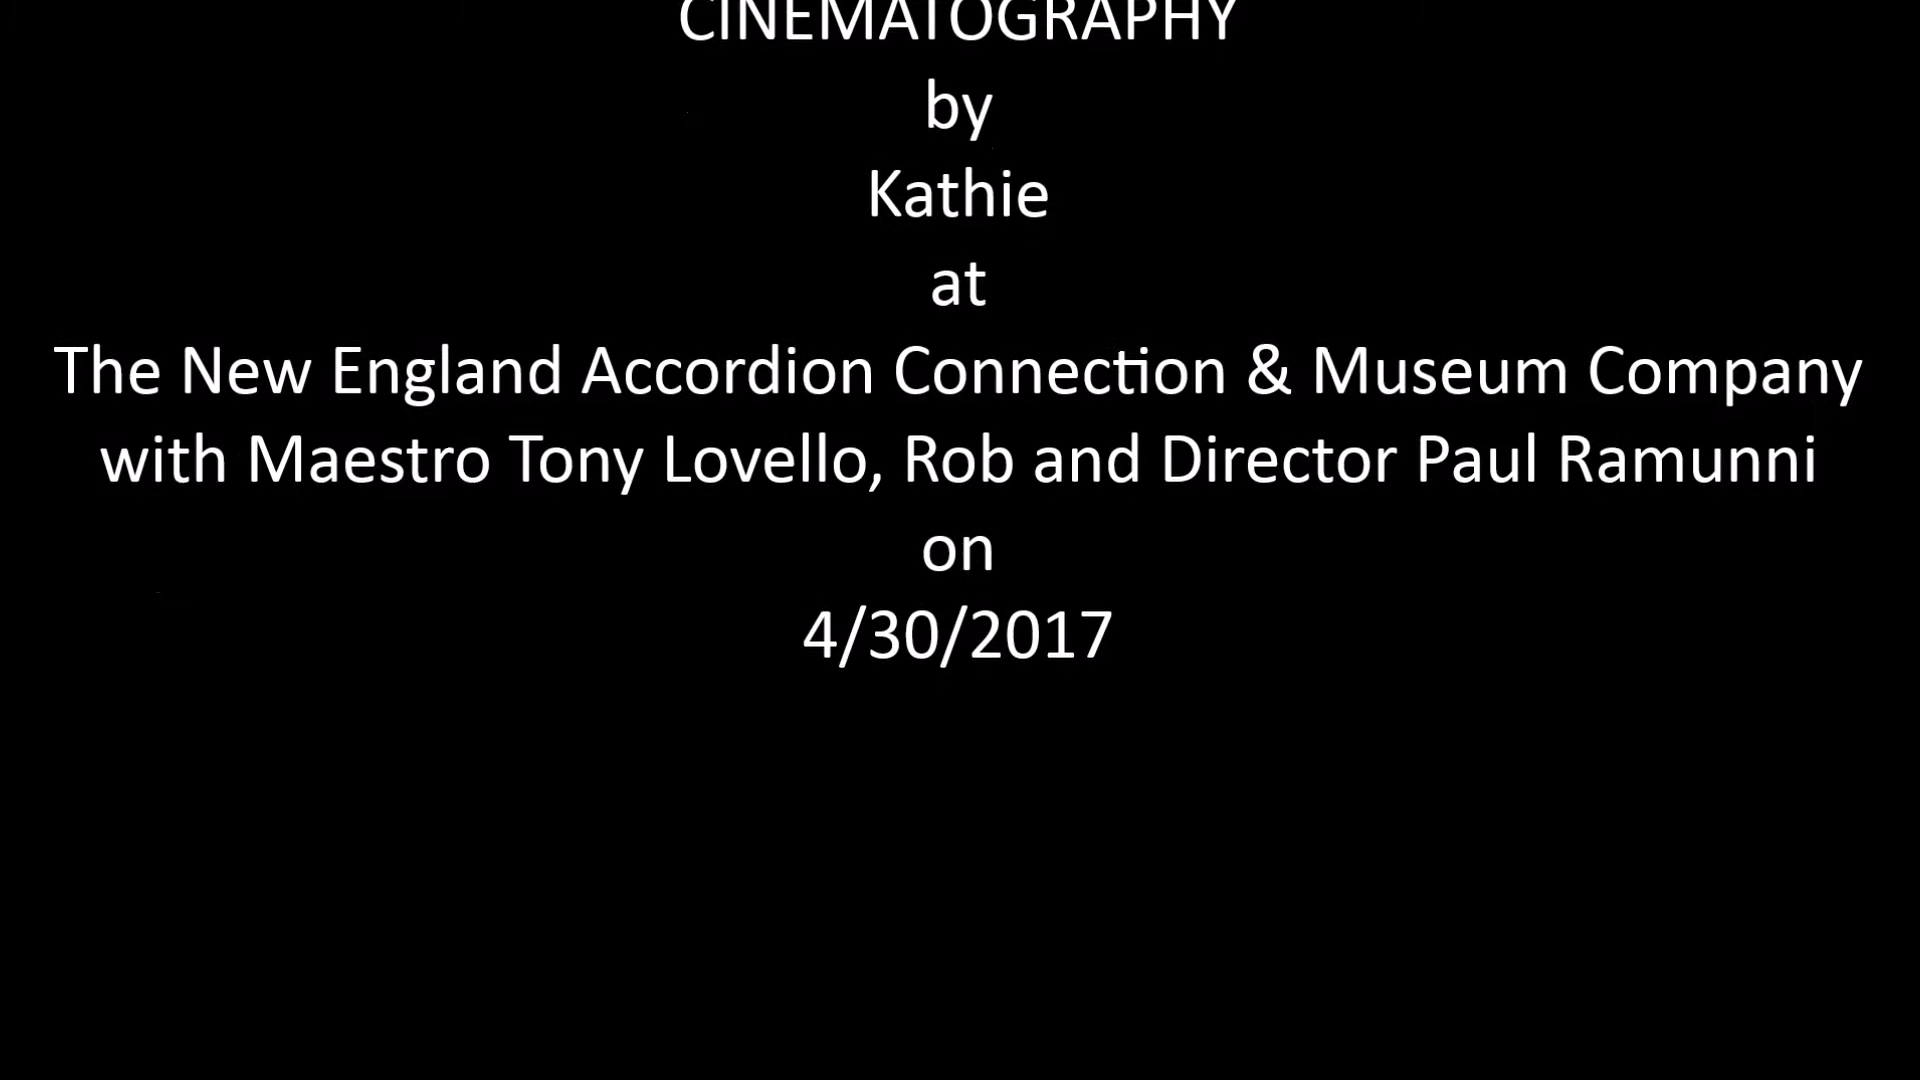 CINEMATOGRAPHY
by
Kathie
at
The New England Accordion Connection & Museum Company
with Maestro Tony Lovello, Rob and Director Paul Ramunni
on
4/30/2017